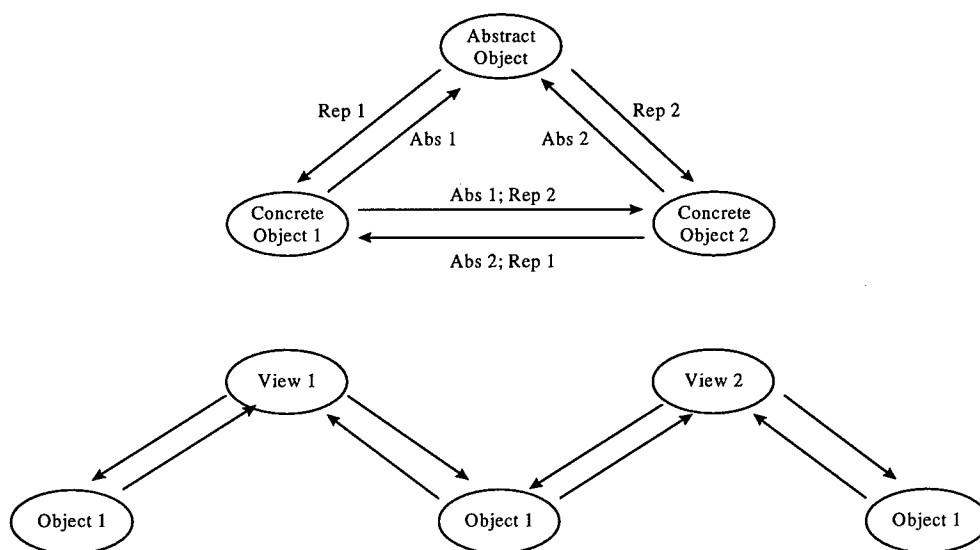 Abstract
Object
Rep 1
Rep 2
Abs 1
Abs 2
Concrete
Object 1
Abs 1; Rep 2
Concrete
Object 2
Abs 2; Rep 1
View 1
View 2
Object 1
Object 1
Object 1